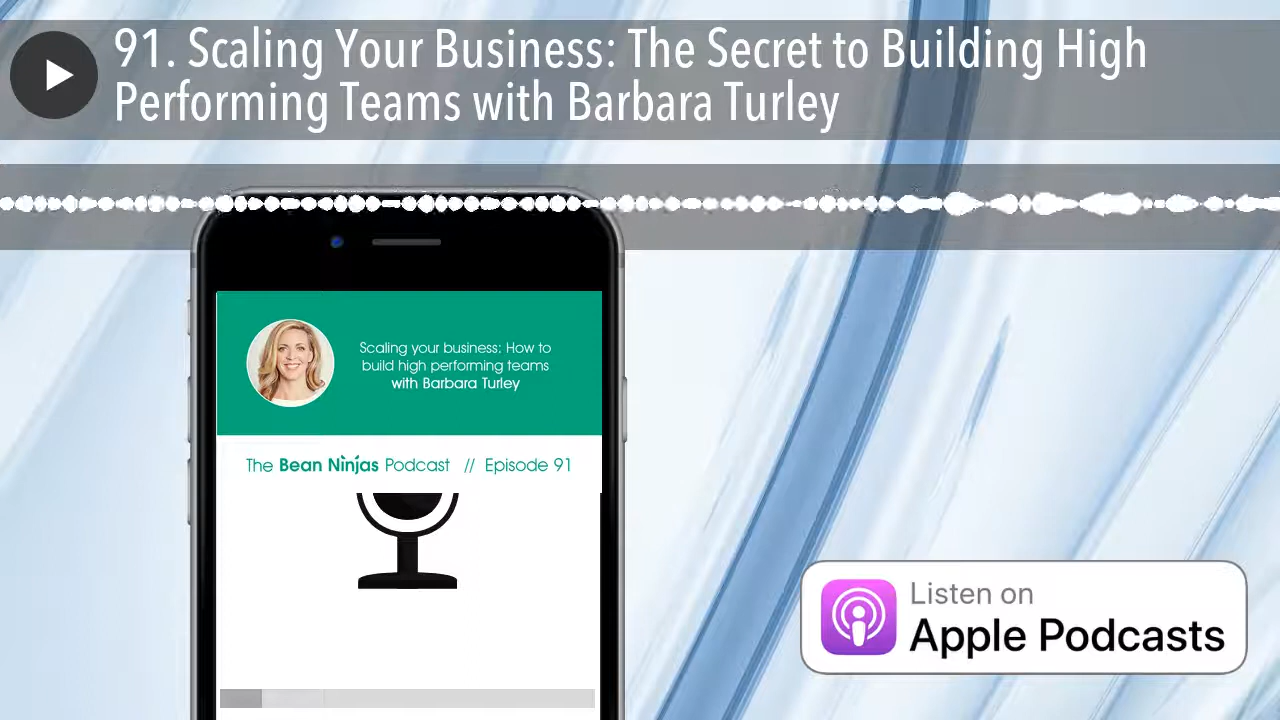 91. Scaling Your Business: The Secret to Building High
Performing Teams with Barbara Turley
Scaling your business: How to
build high performing teams
with Barbara Turley
The Bean Ninjas Podcast // Episode 91
Listen on
Apple Podcasts